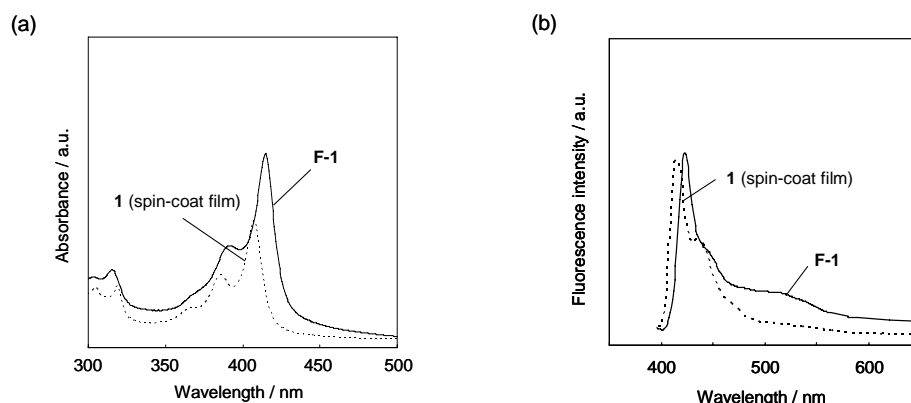 (a)
Absorbance / a.u.
F-1
1 (spin-coat film)
300
350
400
450
500
Wavelength / nm
(b)
Fluorescence intensity / a.u.
1 (spin-coat film)
F-1
400
500
600
Wavelength / nm